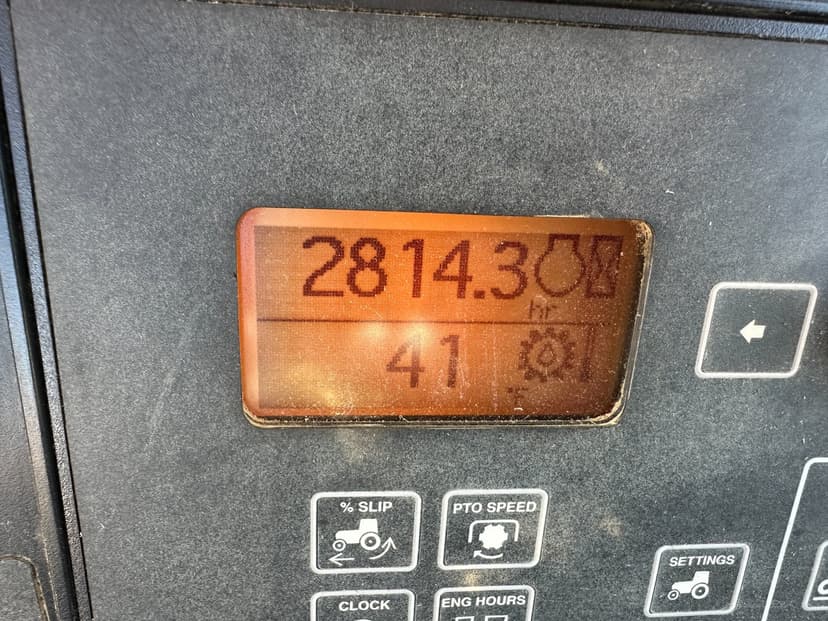 2814.3
hr
41
°F
% SLIP
PTO SPEED
SETTINGS
CLOCK
ENG HOURS